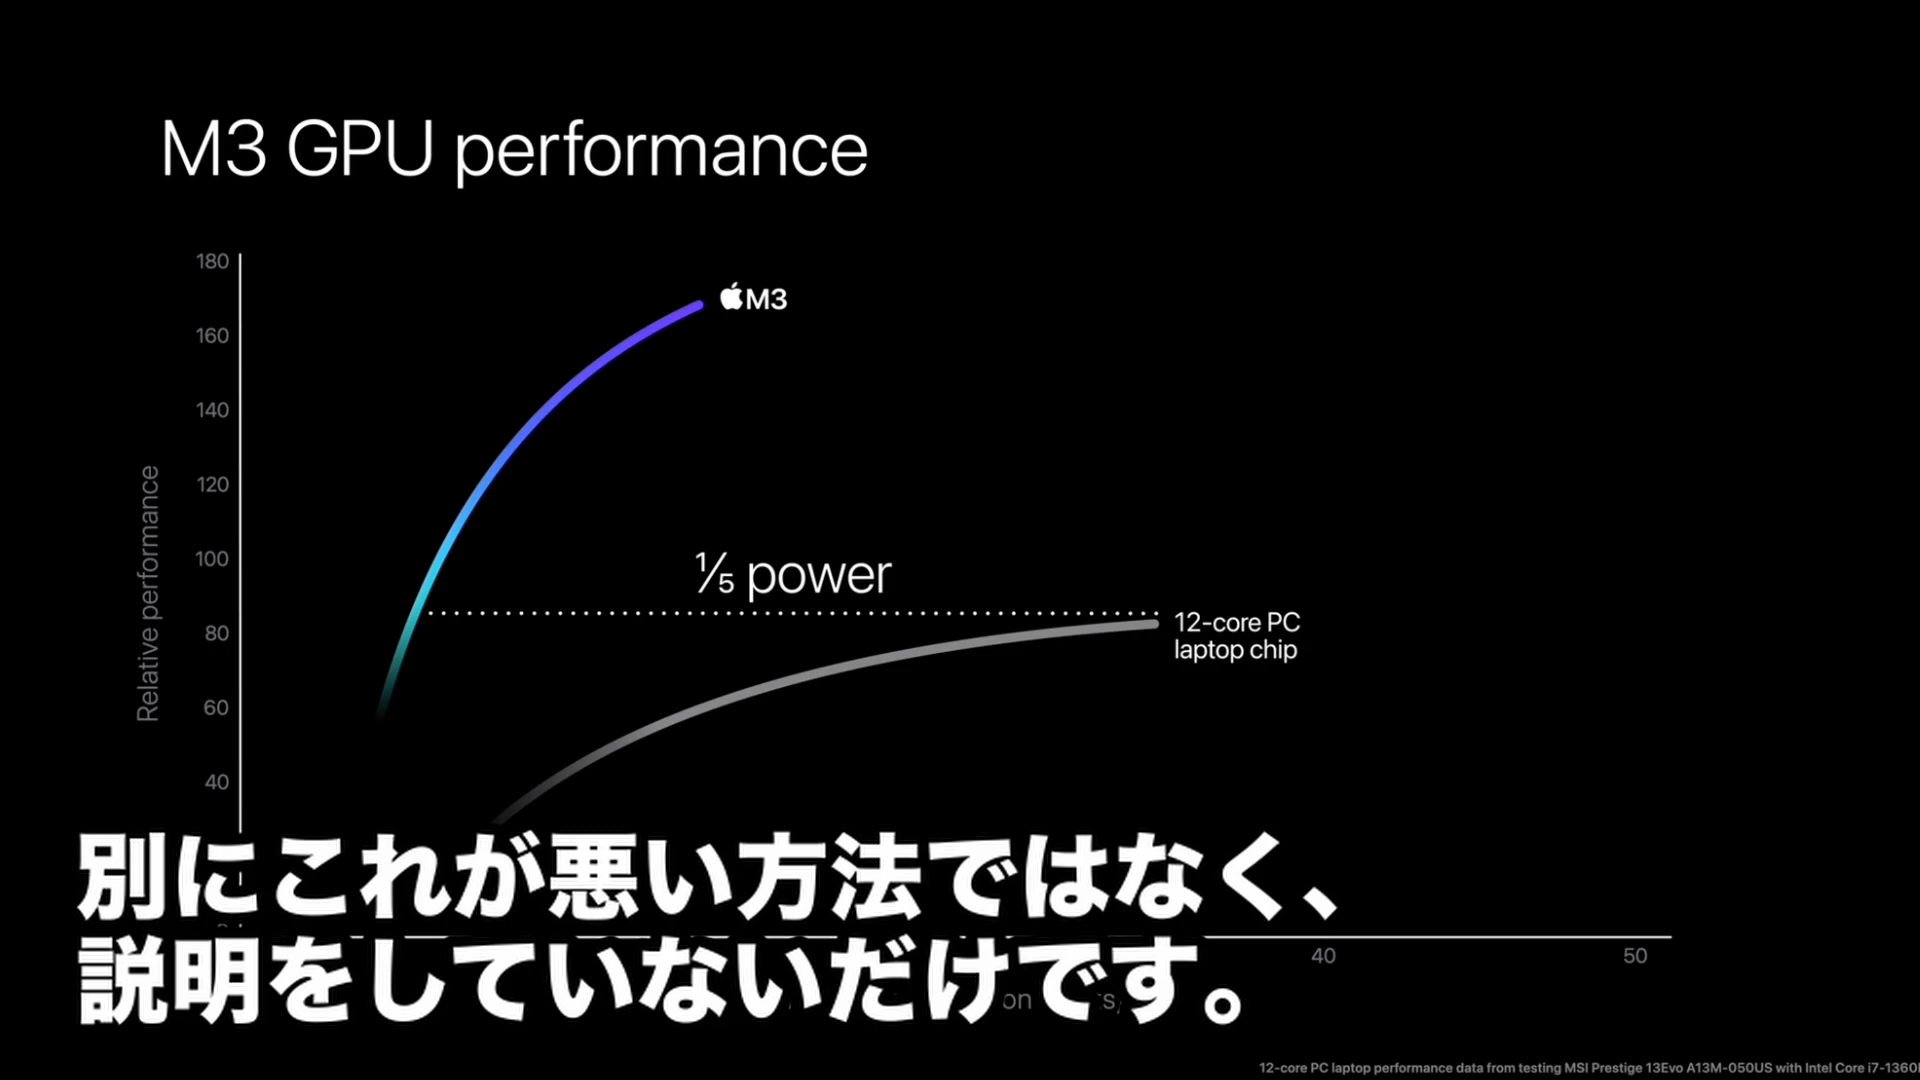 M3 GPU performance
180
M3
160
140
120
100
80
60
40
Relative performance
⅕ power
12-core PC
laptop chip
別にこれが悪い方法ではなく、
説明をしていないだけです。
40
50
12-core PC laptop performance data from testing MSI Prestige 13Evo A13M-050US with Intel Core